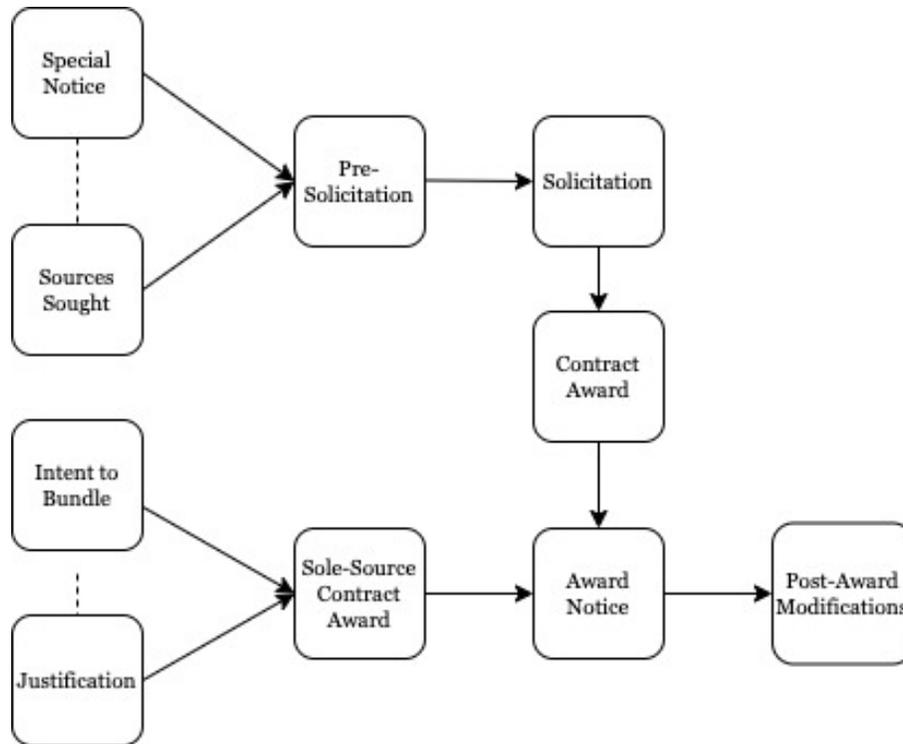 Special
Notice
Pre-
Solicitation
Solicitation
Sources
Sought
Contract
Award
Intent to
Bundle
Sole-Source
Contract
Award
Award
Notice
Post-Award
Modifications
Justification